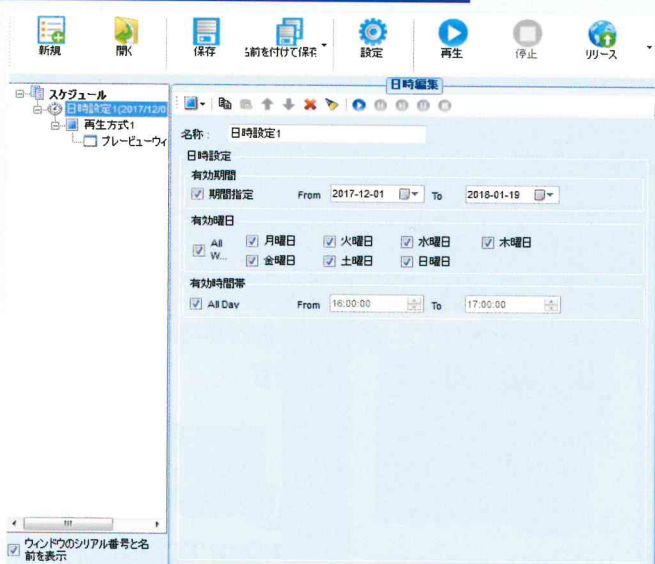 新規
開く
保存
前を付けて保存
設定
再生
停止
リリース
スケジュール
日時設定1(2017/12/0
再生方式1
プレビューウィ
日時編集
名称: 日時設定1
日時設定
有効期間
期間指定 From 2017-12-01 To 2018-01-19
有効曜日
All W... 月曜日 火曜日 水曜日 木曜日
金曜日 土曜日 日曜日
有効時間帯
All Day From 16:00:00 To 17:00:00
ウィンドウのシリアル番号と名
前を表示